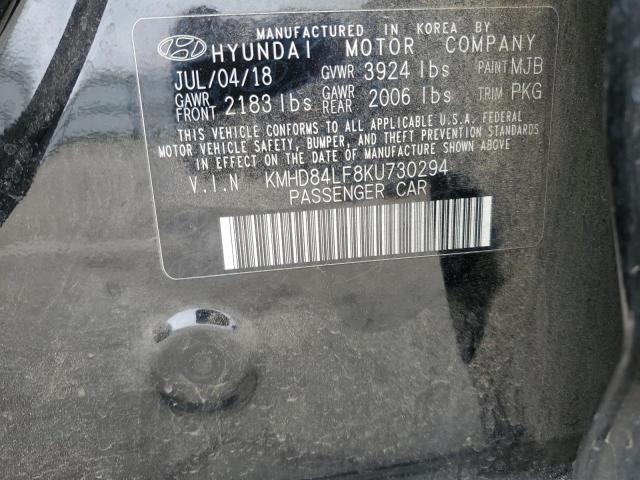 MANUFACTURED IN KOREA BY
HYUNDAI MOTOR COMPANY
JUL/04/18 GVWR 3924 lbs PAINT MJB
GAWR FRONT 2183 lbs GAWR REAR 2006 lbs TRIM PKG
THIS VEHICLE CONFORMS TO ALL APPLICABLE U.S.A. FEDERAL
MOTOR VEHICLE SAFETY, BUMPER, AND THEFT PREVENTION STANDARDS
IN EFFECT ON THE DATE OF MANUFACTURE SHOWN ABOVE
V.I.N KMHD84LF8KU730294
PASSENGER CAR